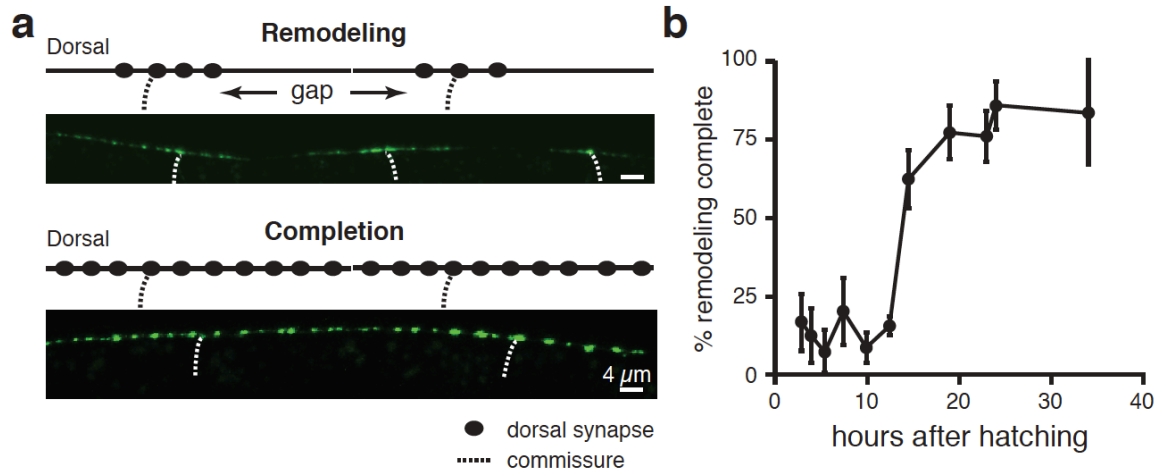 a
Remodeling
Dorsal
gap
Completion
Dorsal
4 µm
dorsal synapse
commissure
b
% remodeling complete
100
75
50
25
0
0 10 20 30 40
hours after hatching